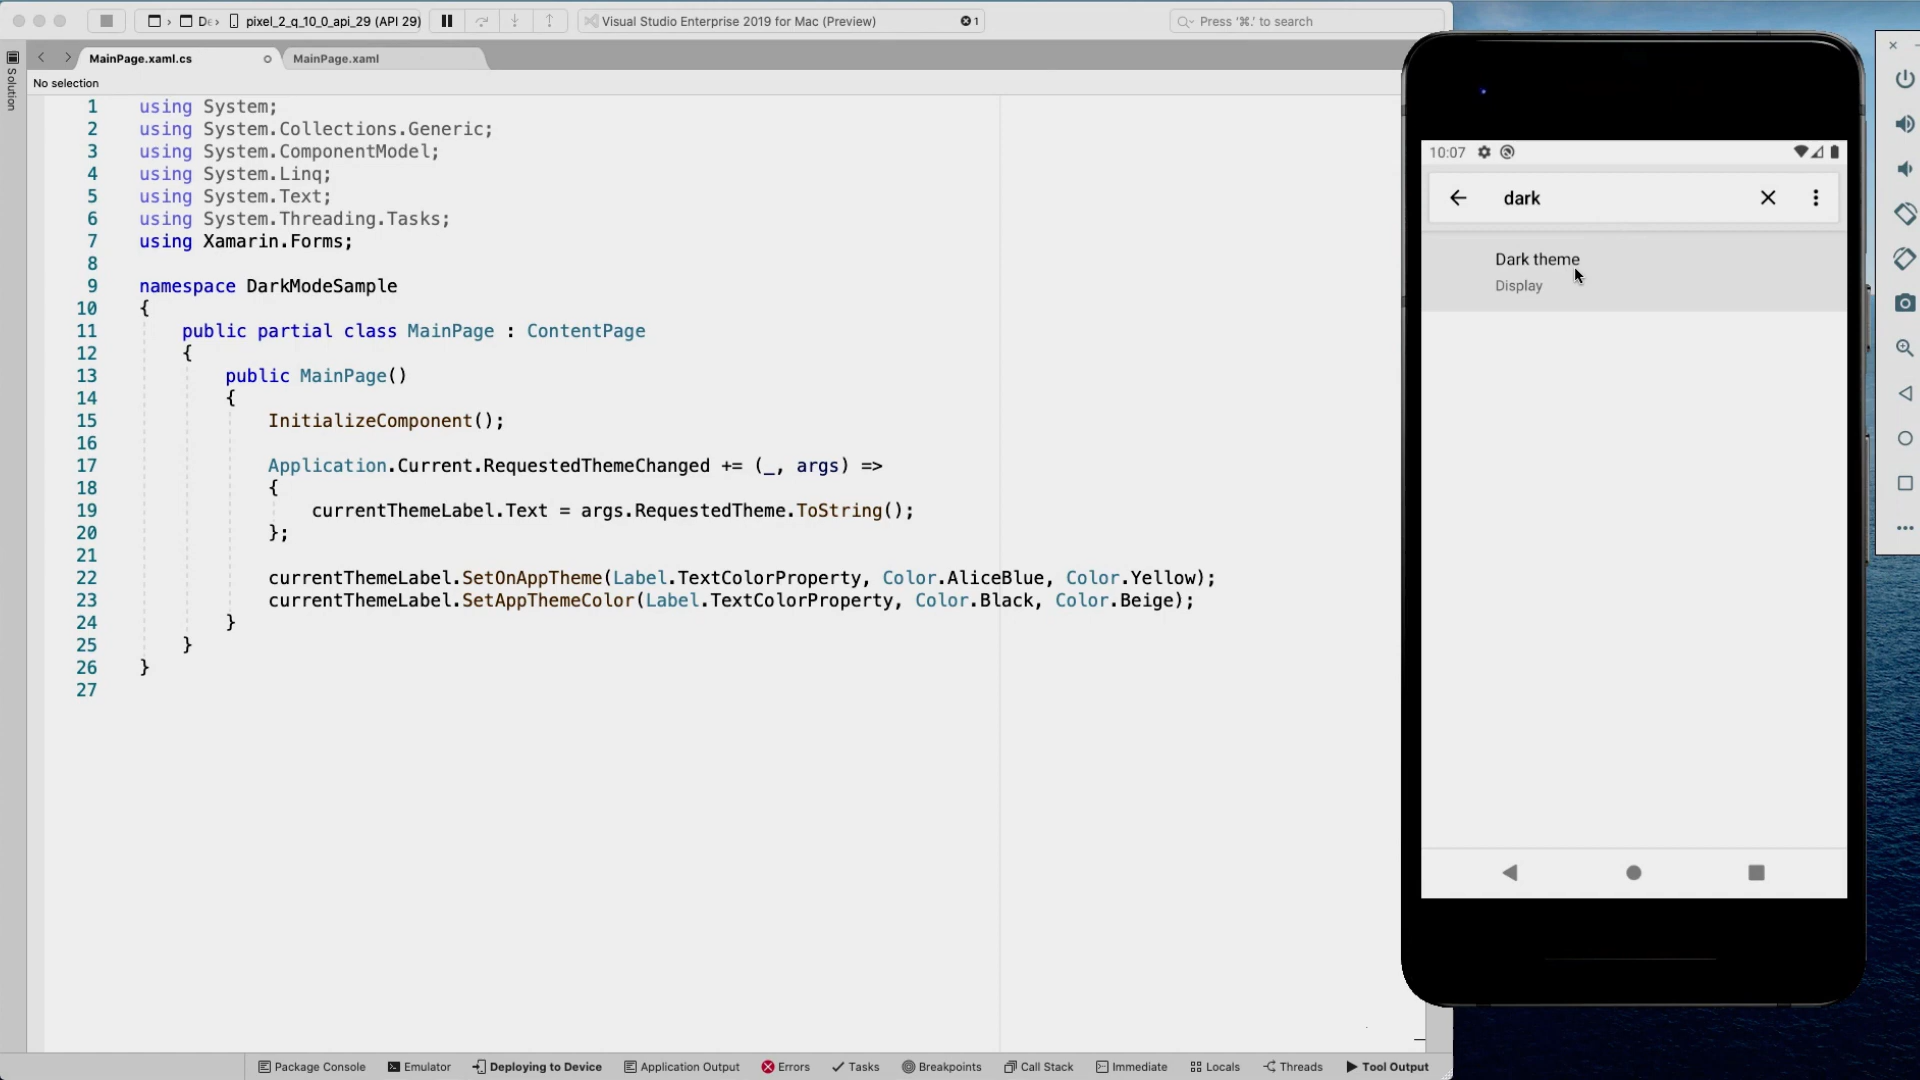 pixel_2_q_10_0_api_29 (API 29)
Visual Studio Enterprise 2019 for Mac (Preview)
1
Press '⌘.' to search
Solution
MainPage.xaml.cs
MainPage.xaml
No selection
1 using System;
2 using System.Collections.Generic;
3 using System.ComponentModel;
4 using System.Linq;
5 using System.Text;
6 using System.Threading.Tasks;
7 using Xamarin.Forms;
8
9 namespace DarkModeSample
10 {
11 public partial class MainPage : ContentPage
12 {
13 public MainPage()
14 {
15 InitializeComponent();
16
17 Application.Current.RequestedThemeChanged += (_, args) =>
18 {
19 currentThemeLabel.Text = args.RequestedTheme.ToString();
20 };
21
22 currentThemeLabel.SetOnAppTheme(Label.TextColorProperty, Color.AliceBlue, Color.Yellow);
23 currentThemeLabel.SetAppThemeColor(Label.TextColorProperty, Color.Black, Color.Beige);
24 }
25 }
26 }
27
10:07
dark
Dark theme
Display
Package Console
Emulator
Deploying to Device
Application Output
Errors
Tasks
Breakpoints
Call Stack
Immediate
Locals
Threads
Tool Output